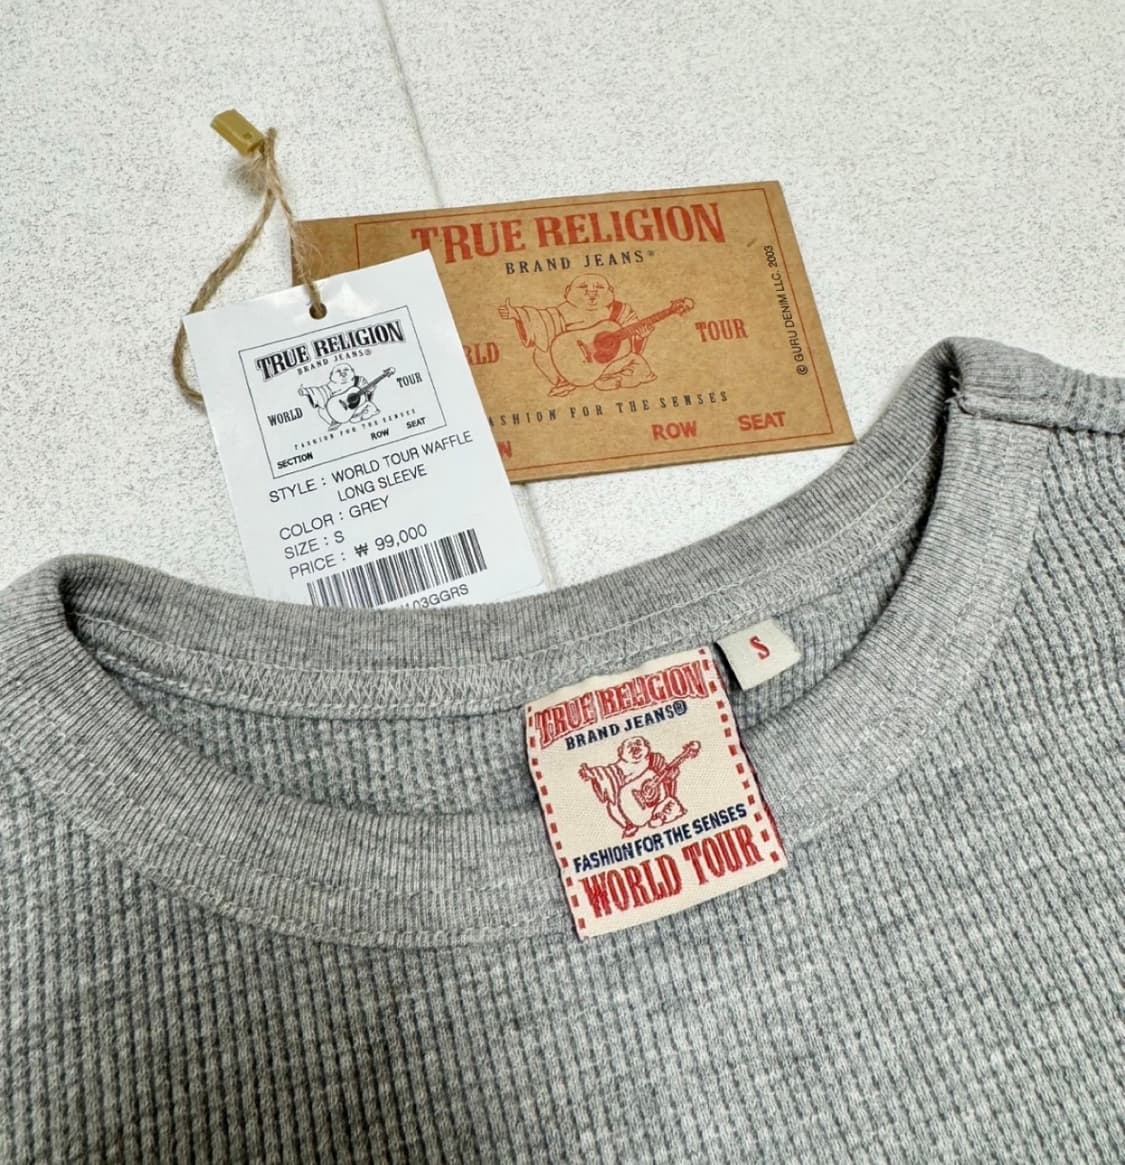 TRUE RELIGION
BRAND JEANS®
TOUR
FASHION FOR THE SENSES
ROW SEAT
© GURU DENIM LLC. 2003
TRUE RELIGION
BRAND JEANS®
WORLD TOUR
FASHION FOR THE SENSES
SECTION ROW SEAT
STYLE : WORLD TOUR WAFFLE
LONG SLEEVE
COLOR : GREY
SIZE : S
PRICE : ₩ 99,000
03GGRS
S
TRUE RELIGION
BRAND JEANS®
FASHION FOR THE SENSES
WORLD TOUR